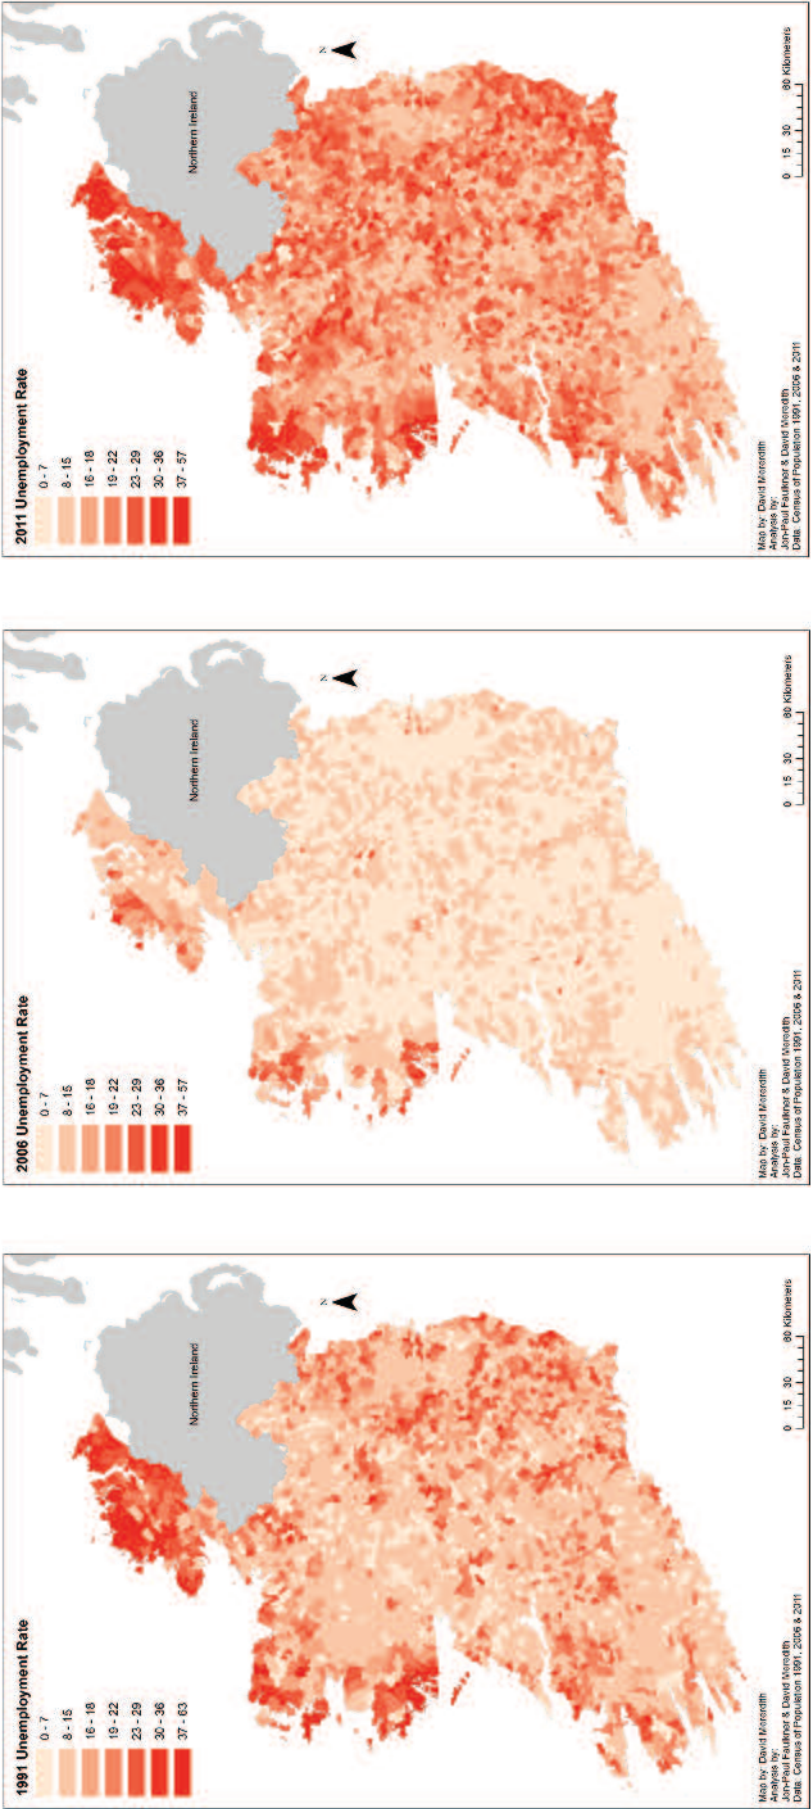 2011 Unemployment Rate
0 - 7
8 - 15
16 - 18
19 - 22
23 - 29
30 - 36
37 - 57
Northern Ireland
N
0 15 30 60 Kilometers
Map by: David Meredith
Analysis by:
Jon-Paul Faulkner & David Meredith
Data: Census of Population 1991, 2006 & 2011
2006 Unemployment Rate
0 - 7
8 - 15
16 - 18
19 - 22
23 - 29
30 - 36
37 - 57
Northern Ireland
N
0 15 30 60 Kilometers
Map by: David Meredith
Analysis by:
Jon-Paul Faulkner & David Meredith
Data: Census of Population 1991, 2006 & 2011
1991 Unemployment Rate
0 - 7
8 - 15
16 - 18
19 - 22
23 - 29
30 - 36
37 - 63
Northern Ireland
N
0 15 30 60 Kilometers
Map by: David Meredith
Analysis by:
Jon-Paul Faulkner & David Meredith
Data: Census of Population 1991, 2006 & 2011